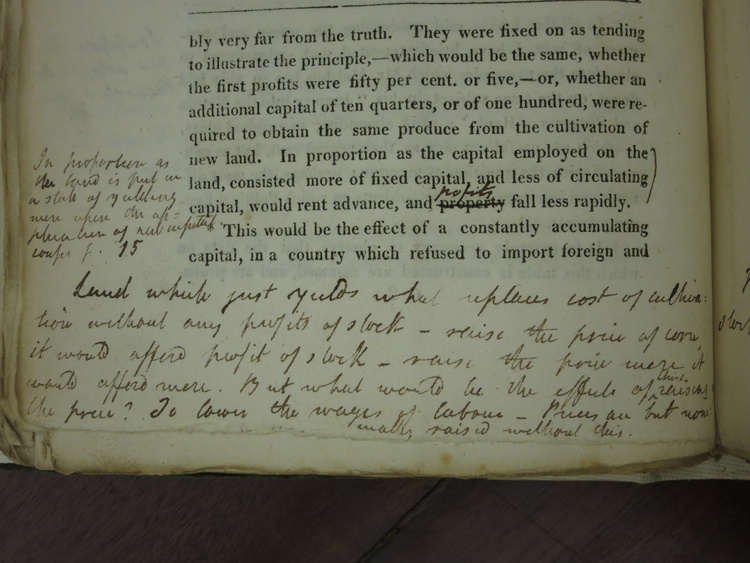 bly very far from the truth. They were fixed on as tending
to illustrate the principle,—which would be the same, whether
the first profits were fifty per cent. or five,—or, whether an
additional capital of ten quarters, or of one hundred, were re-
quired to obtain the same produce from the cultivation of
new land. In proportion as the capital employed on the
land, consisted more of fixed capital, and less of circulating
profits
capital, would rent advance, and property fall less rapidly.
This would be the effect of a constantly accumulating
capital, in a country which refused to import foreign and
In proportion as
the land is put in
a state of yielding
more upon the ap=
plication of new capital.
p. 15
Land which just yields what replaces cost of cultiva=
tion without any profits of stock — raise the price of corn,
it would afford profit of stock — raise the price more it
would afford more. But what would be the effects of this raising
the price? To lower the wages of labour — Prices are but nomi
nally raised without this.